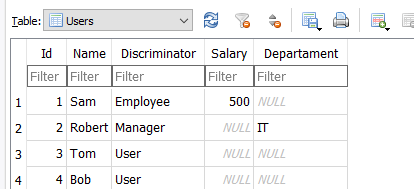 Table: Users
Id Name Discriminator Salary Departament
Filter Filter Filter Filter Filter
1 1 Sam Employee 500 NULL
2 2 Robert Manager NULL IT
3 3 Tom User NULL NULL
4 4 Bob User NULL NULL